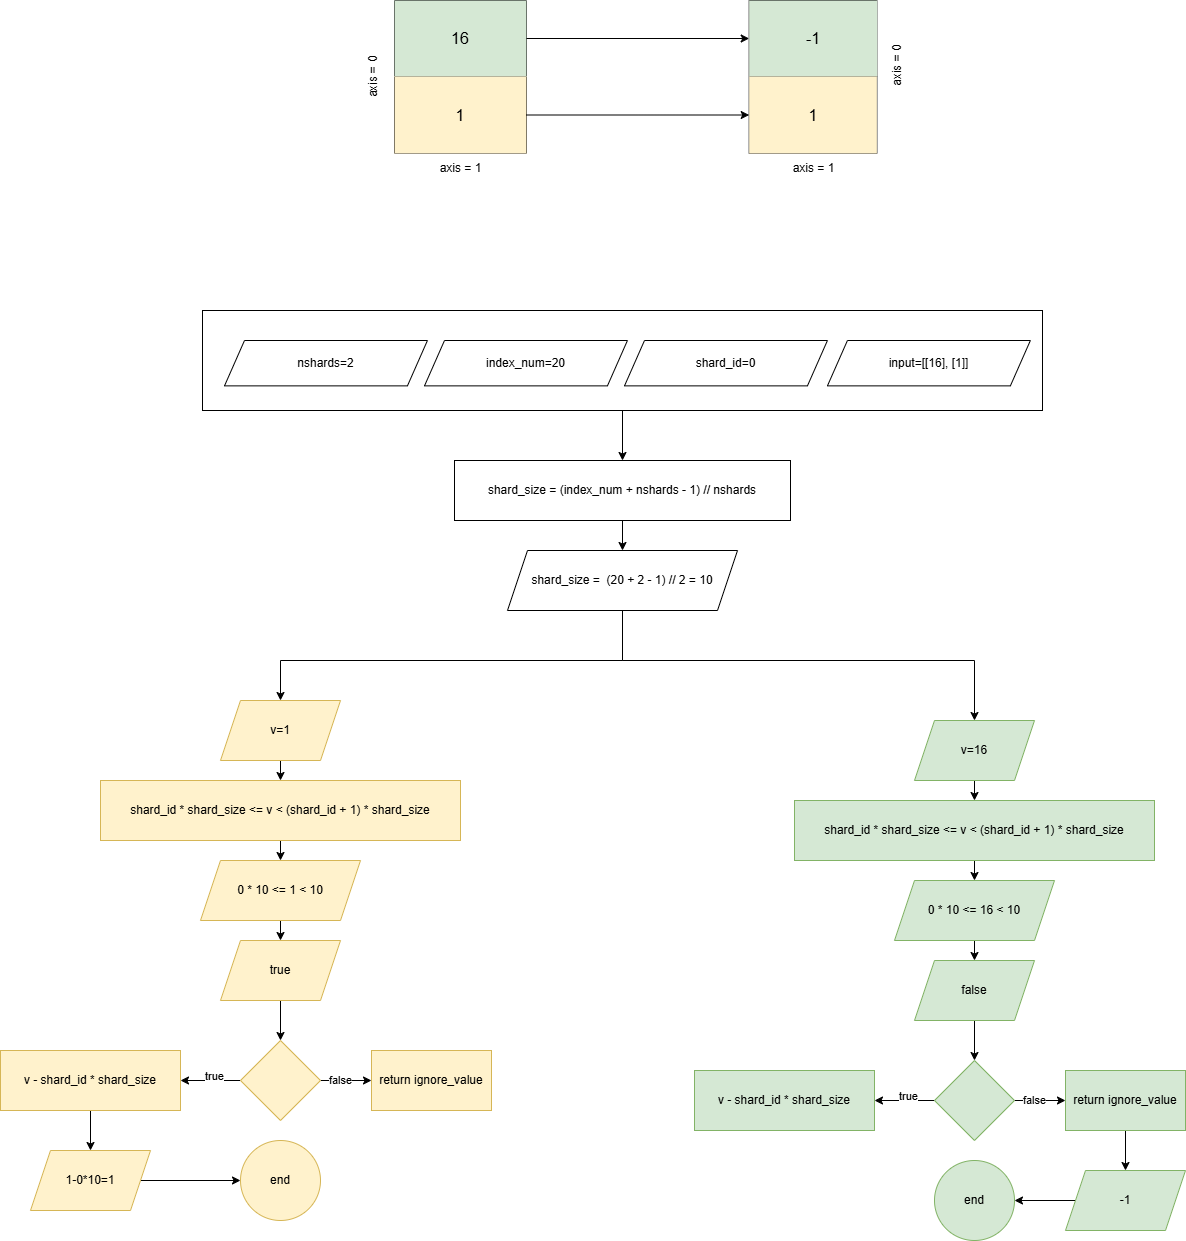 16
-1
axis = 0
axis = 0
1
1
axis = 1
axis = 1
nshards=2
index_num=20
shard_id=0
input=[[16], [1]]
shard_size = (index_num + nshards - 1) // nshards
shard_size =  (20 + 2 - 1) // 2 = 10
v=1
shard_id * shard_size <= v < (shard_id + 1) * shard_size
0 * 10 <= 1 < 10
true
true
false
v - shard_id * shard_size
return ignore_value
1-0*10=1
end
v=16
shard_id * shard_size <= v < (shard_id + 1) * shard_size
0 * 10 <= 16 < 10
false
true
false
v - shard_id * shard_size
return ignore_value
-1
end